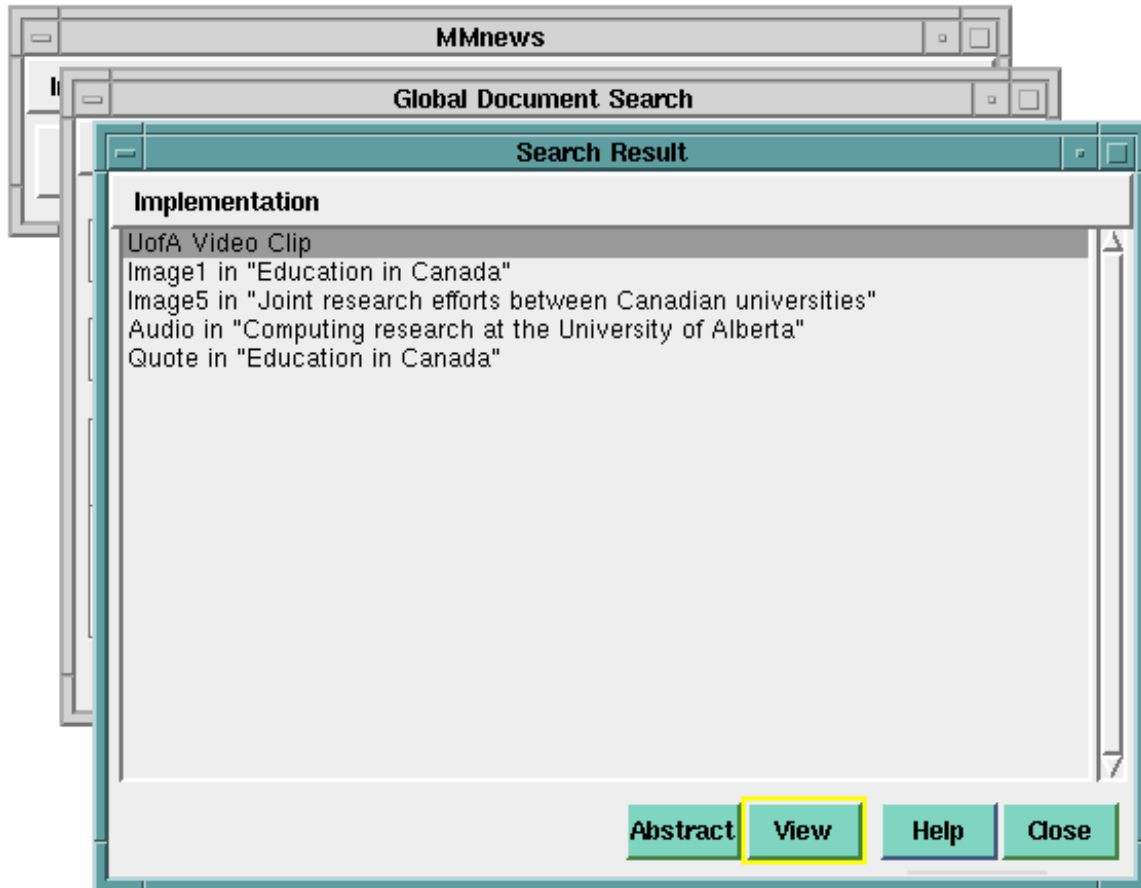 MMnews
Global Document Search
Search Result
Implementation
UofA Video Clip
Image1 in "Education in Canada"
Image5 in "Joint research efforts between Canadian universities"
Audio in "Computing research at the University of Alberta"
Quote in "Education in Canada"
Abstract View Help Close